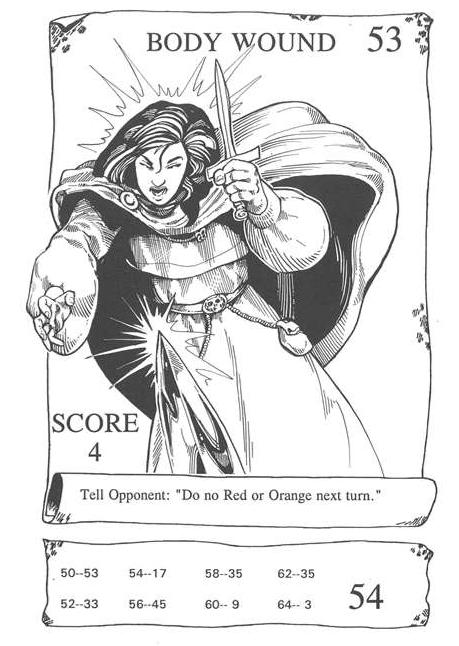 BODY WOUND 53
SCORE
4
Tell Opponent: "Do no Red or Orange next turn."
50--53 54--17 58--35 62--35
52--33 56--45 60-- 9 64-- 3
54